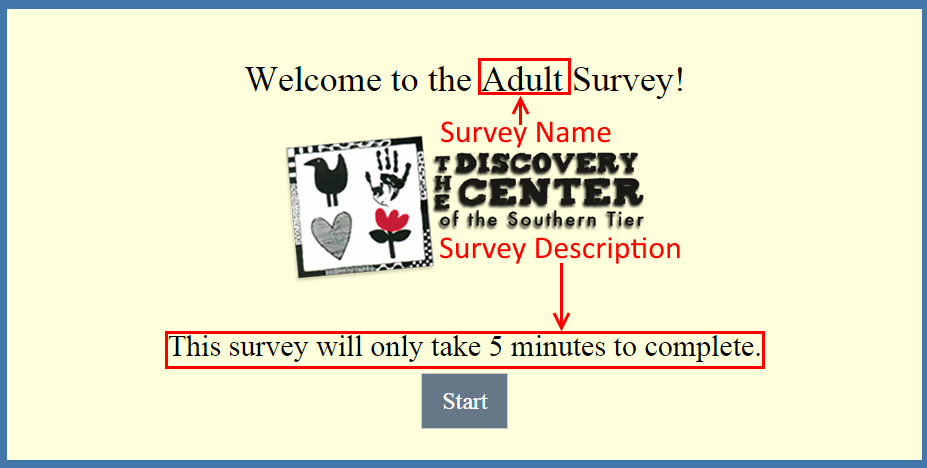 Welcome to the Adult Survey!
Survey Name
THE DISCOVERY
CENTER
of the Southern Tier
Survey Description
This survey will only take 5 minutes to complete.
Start